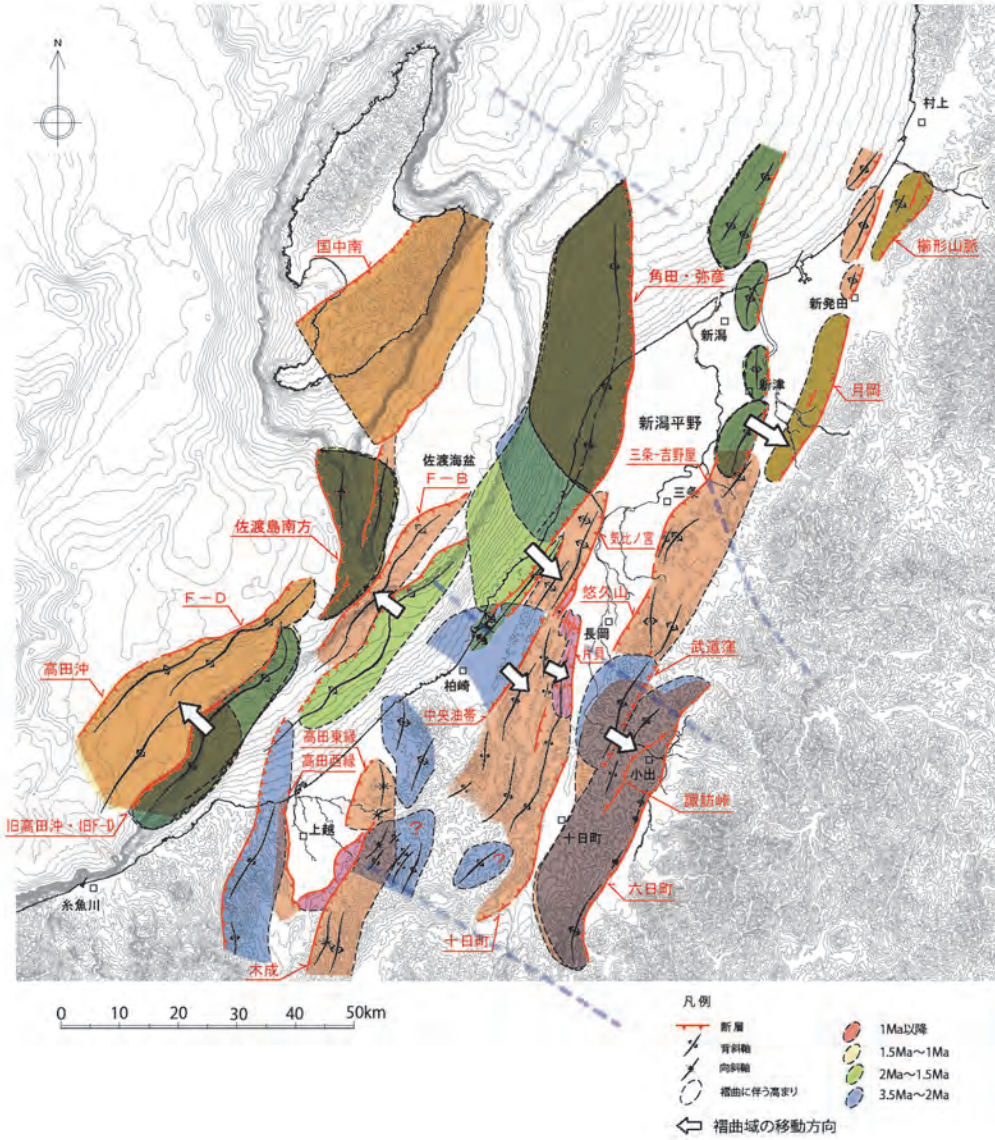 N
村上
国中南
櫛形山脈
角田・弥彦
新発田
新潟
新津
月岡
新潟平野
佐渡海盆
三条-吉野屋
F-B
三条
佐渡島南方
気比ノ宮
悠久山
F-D
長岡
武道窪
片貝
高田沖
柏崎
中央油帯
高田東縁
高田西縁
小出
諏訪峠
旧高田沖・旧F-D
上越
?
十日町
?
六日町
糸魚川
十日町
木成
0 10 20 30 40 50km
凡例
断層
背斜軸
向斜軸
褶曲に伴う高まり
褶曲域の移動方向
1Ma以降
1.5Ma～1Ma
2Ma～1.5Ma
3.5Ma～2Ma